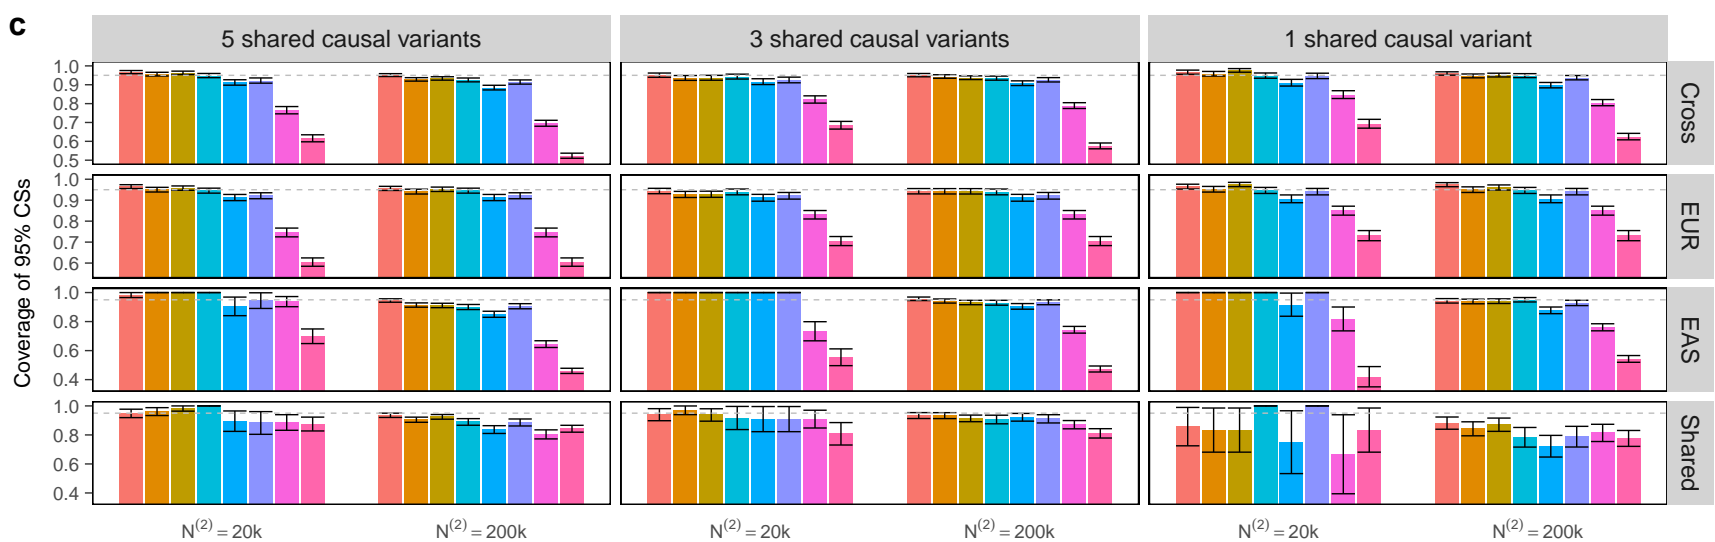 c
5 shared causal variants
3 shared causal variants
1 shared causal variant
Coverage of 95% CSs
1.0
0.9
0.8
0.7
0.6
0.5
Cross
1.0
0.9
0.8
0.7
0.6
EUR
1.0
0.8
0.6
0.4
EAS
1.0
0.8
0.6
0.4
Shared
N⁽²⁾ = 20k
N⁽²⁾ = 200k
N⁽²⁾ = 20k
N⁽²⁾ = 200k
N⁽²⁾ = 20k
N⁽²⁾ = 200k